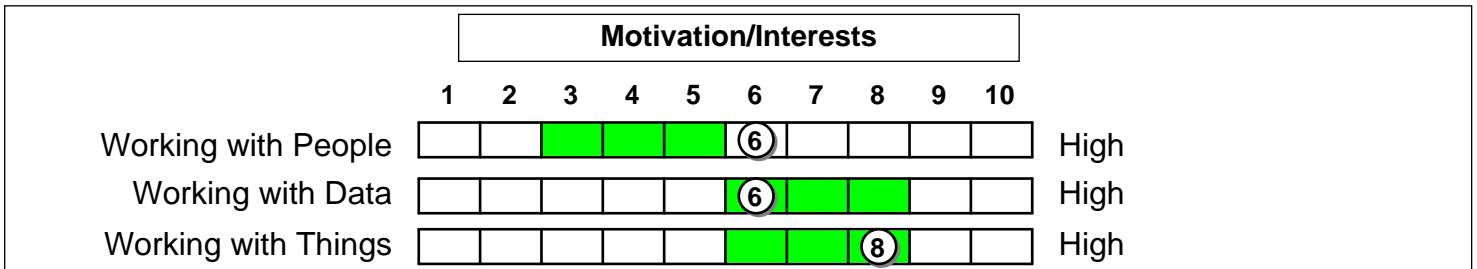 Motivation/Interests
1 2 3 4 5 6 7 8 9 10
Working with People 6 High
Working with Data 6 High
Working with Things 8 High